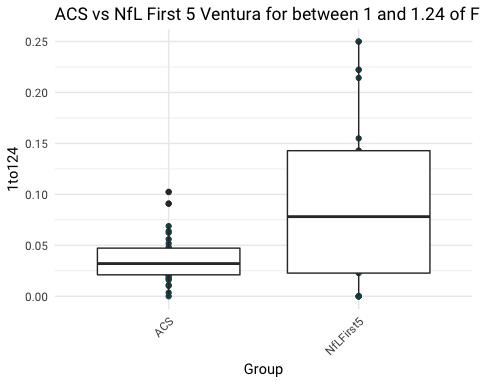 ACS vs NfL First 5 Ventura for between 1 and 1.24 of F
0.25
0.20
0.15
0.10
0.05
0.00
1to124
ACS
NfLFirst5
Group